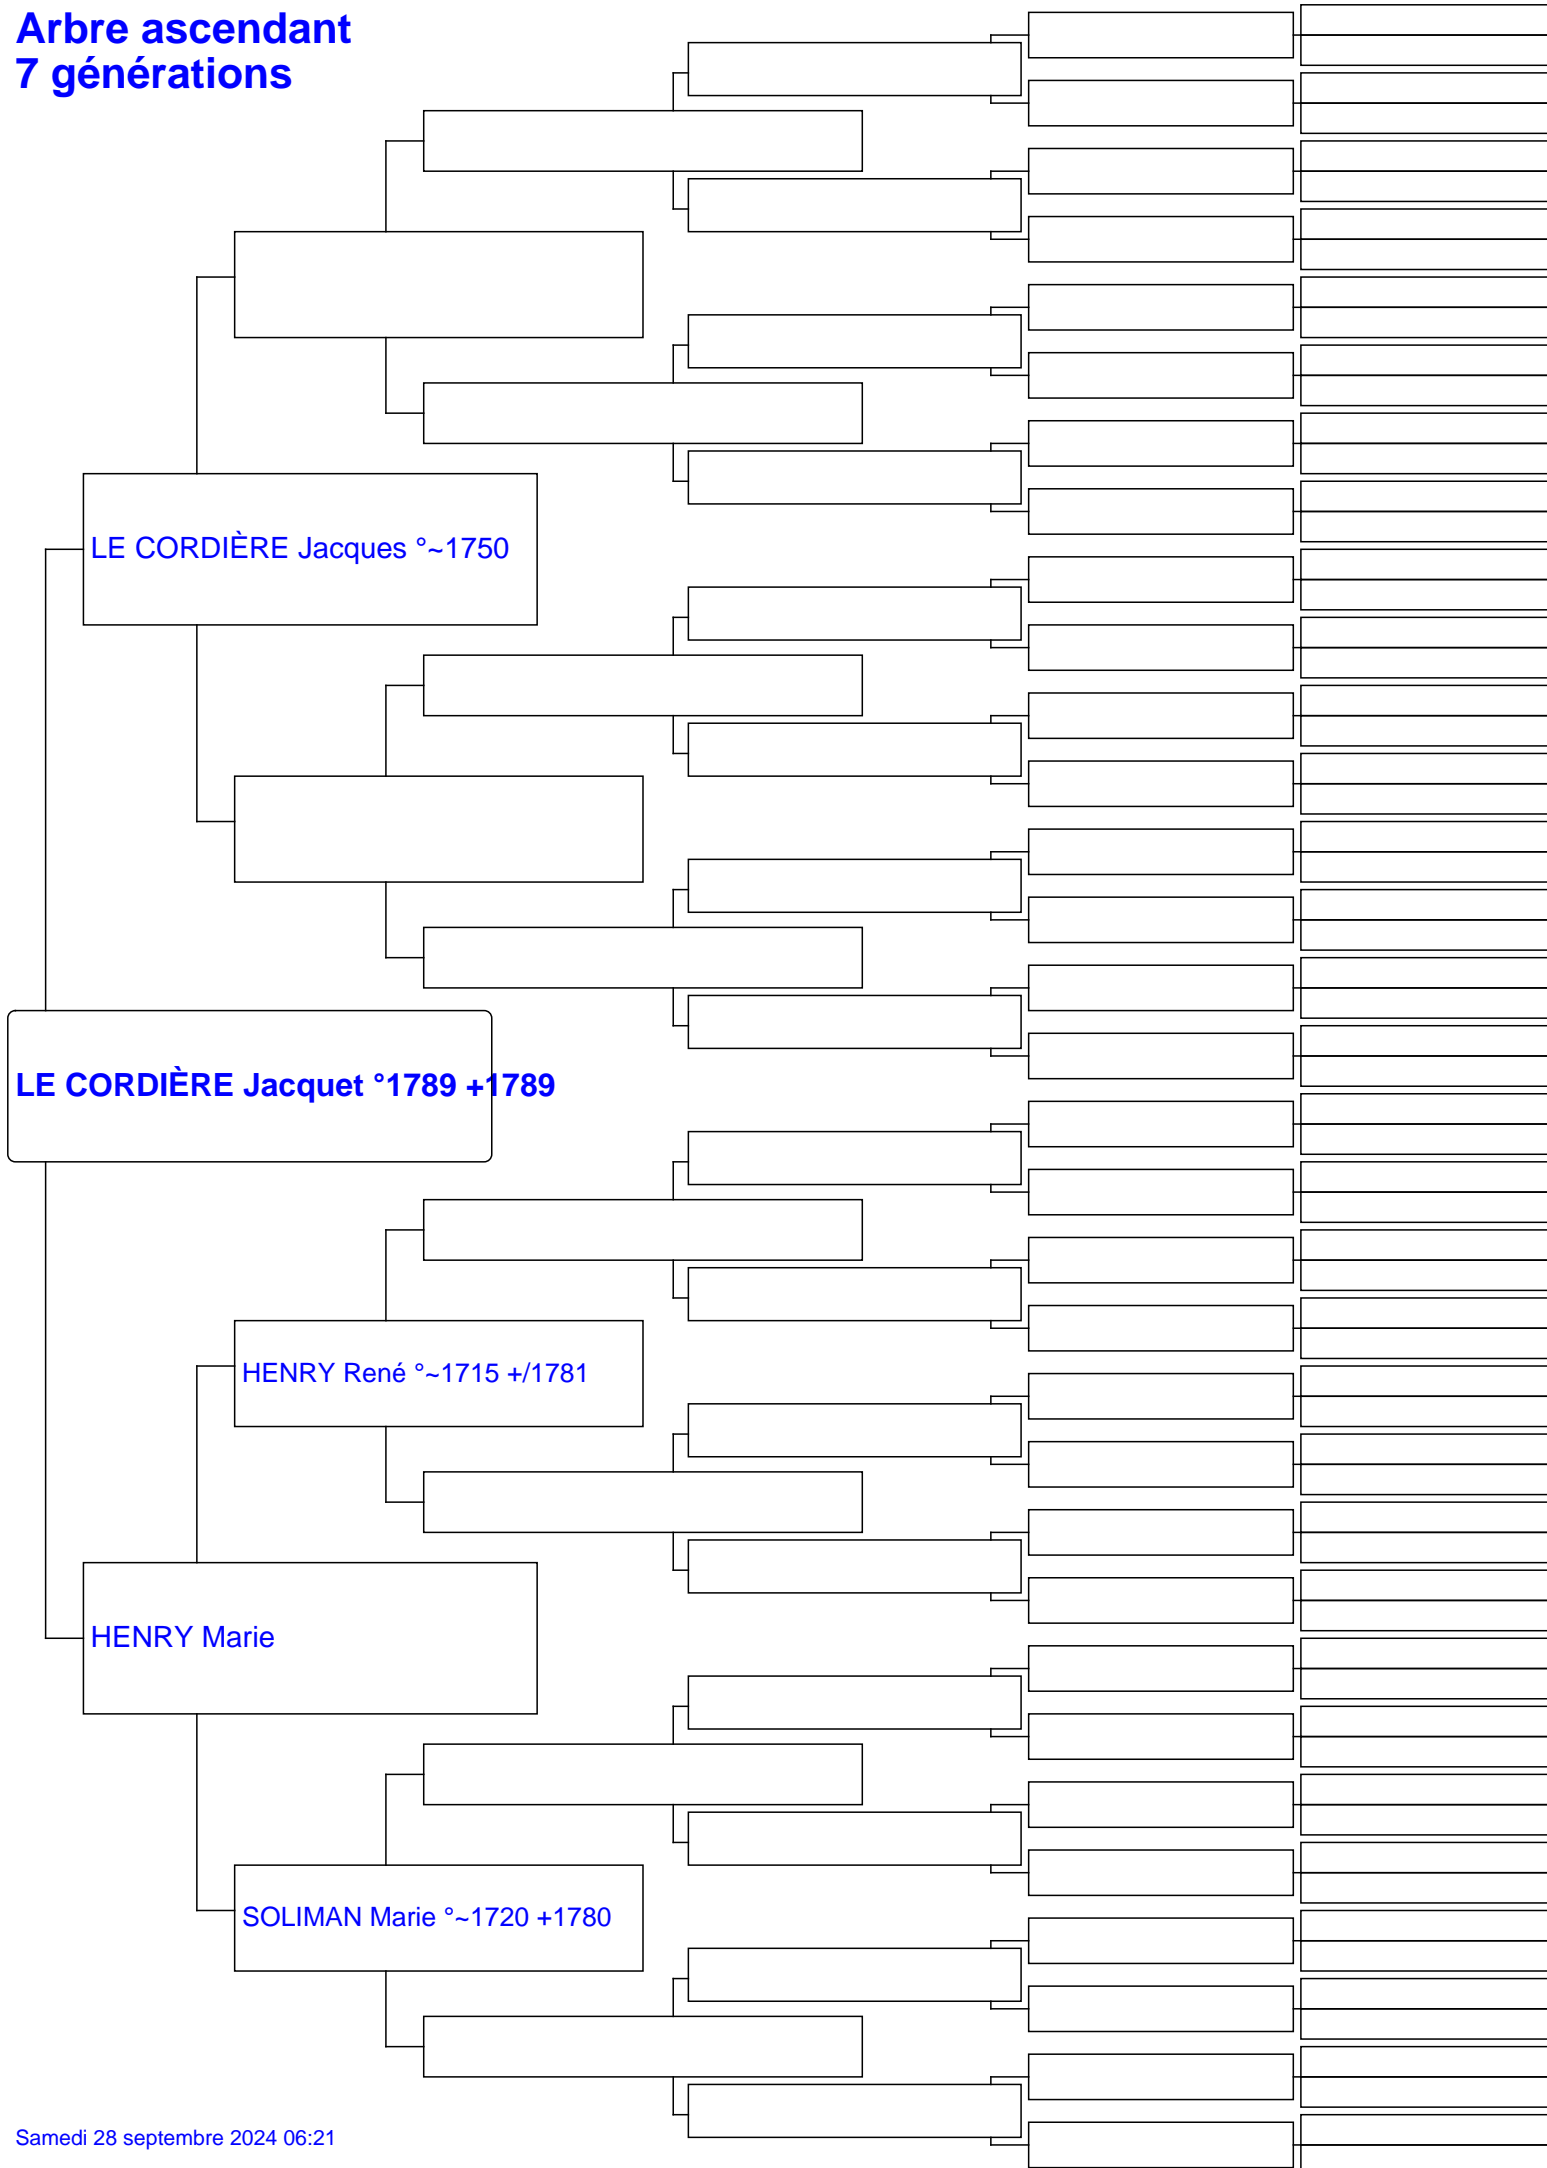 Arbre ascendant
7 générations
LE CORDIÈRE Jacques °~1750
LE CORDIÈRE Jacquet °1789 +1789
HENRY René °~1715 +/1781
HENRY Marie
SOLIMAN Marie °~1720 +1780
Samedi 28 septembre 2024 06:21